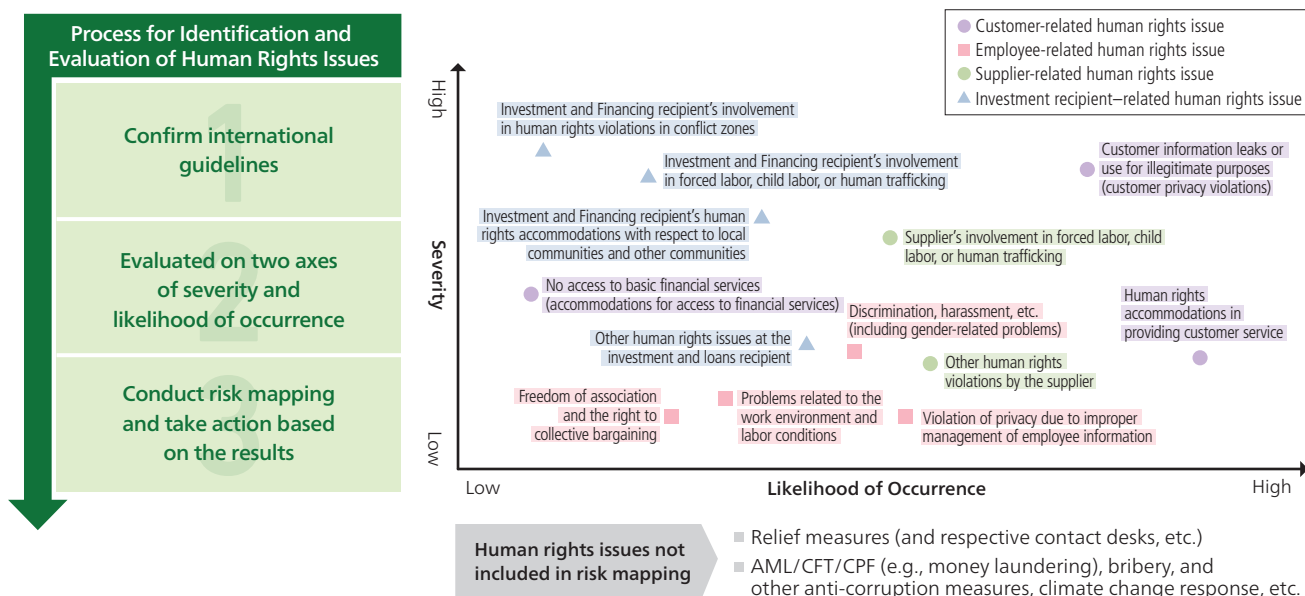 Process for Identification and
Evaluation of Human Rights Issues
1
Confirm international
guidelines
2
Evaluated on two axes
of severity and
likelihood of occurrence
3
Conduct risk mapping
and take action based
on the results
Customer-related human rights issue
Employee-related human rights issue
Supplier-related human rights issue
Investment recipient–related human rights issue
High
Severity
Low
Investment and Financing recipient's involvement
in human rights violations in conflict zones
Investment and Financing recipient's involvement
in forced labor, child labor, or human trafficking
Customer information leaks or
use for illegitimate purposes
(customer privacy violations)
Investment and Financing recipient's human
rights accommodations with respect to local
communities and other communities
Supplier's involvement in forced labor, child
labor, or human trafficking
No access to basic financial services
(accommodations for access to financial services)
Discrimination, harassment, etc.
(including gender-related problems)
Human rights
accommodations in
providing customer service
Other human rights issues at the
investment and loans recipient
Other human rights
violations by the supplier
Freedom of association
and the right to
collective bargaining
Problems related to the
work environment and
labor conditions
Violation of privacy due to improper
management of employee information
Low
Likelihood of Occurrence
High
Human rights issues not
included in risk mapping
Relief measures (and respective contact desks, etc.)
AML/CFT/CPF (e.g., money laundering), bribery, and
other anti-corruption measures, climate change response, etc.